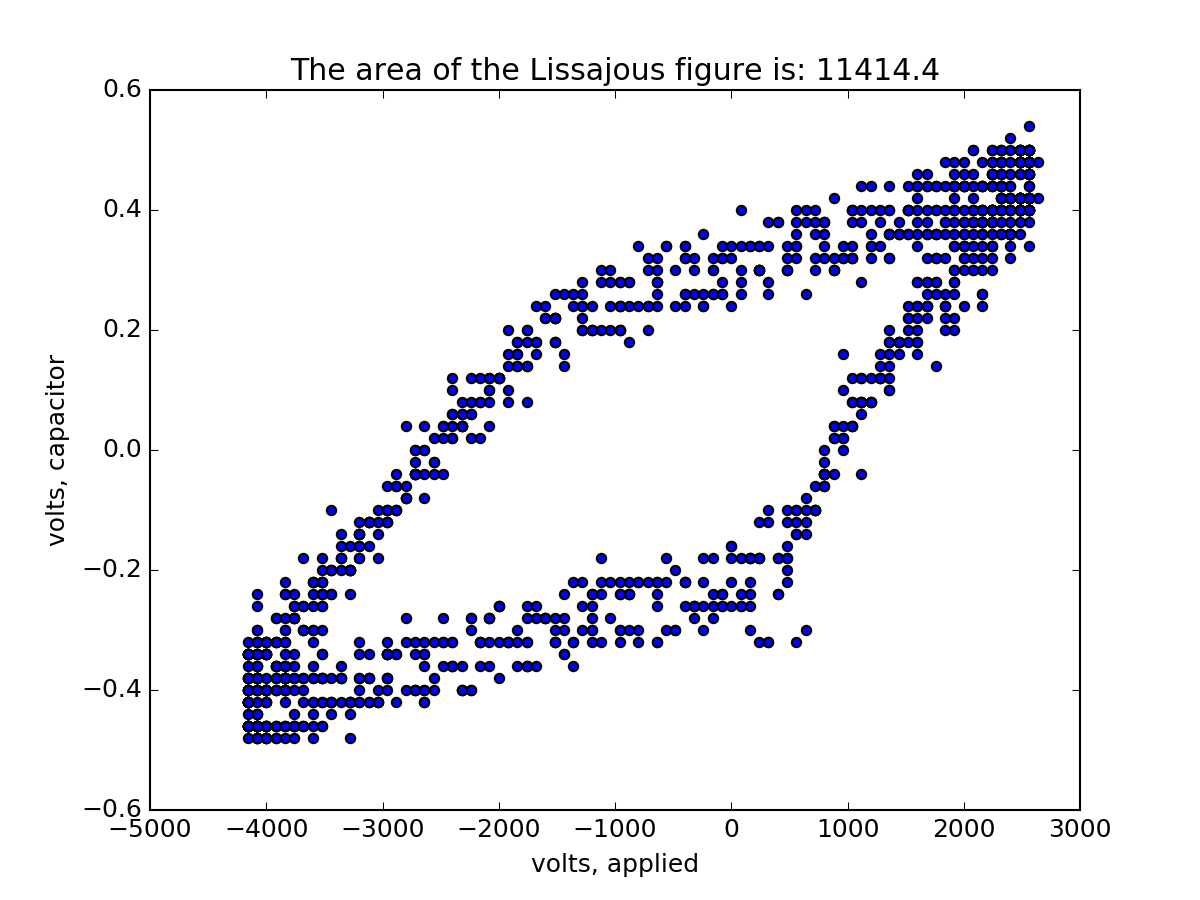 The area of the Lissajous figure is: 11414.4
0.6
0.4
0.2
0.0
−0.2
−0.4
−0.6
volts, capacitor
−5000 −4000 −3000 −2000 −1000 0 1000 2000 3000
volts, applied